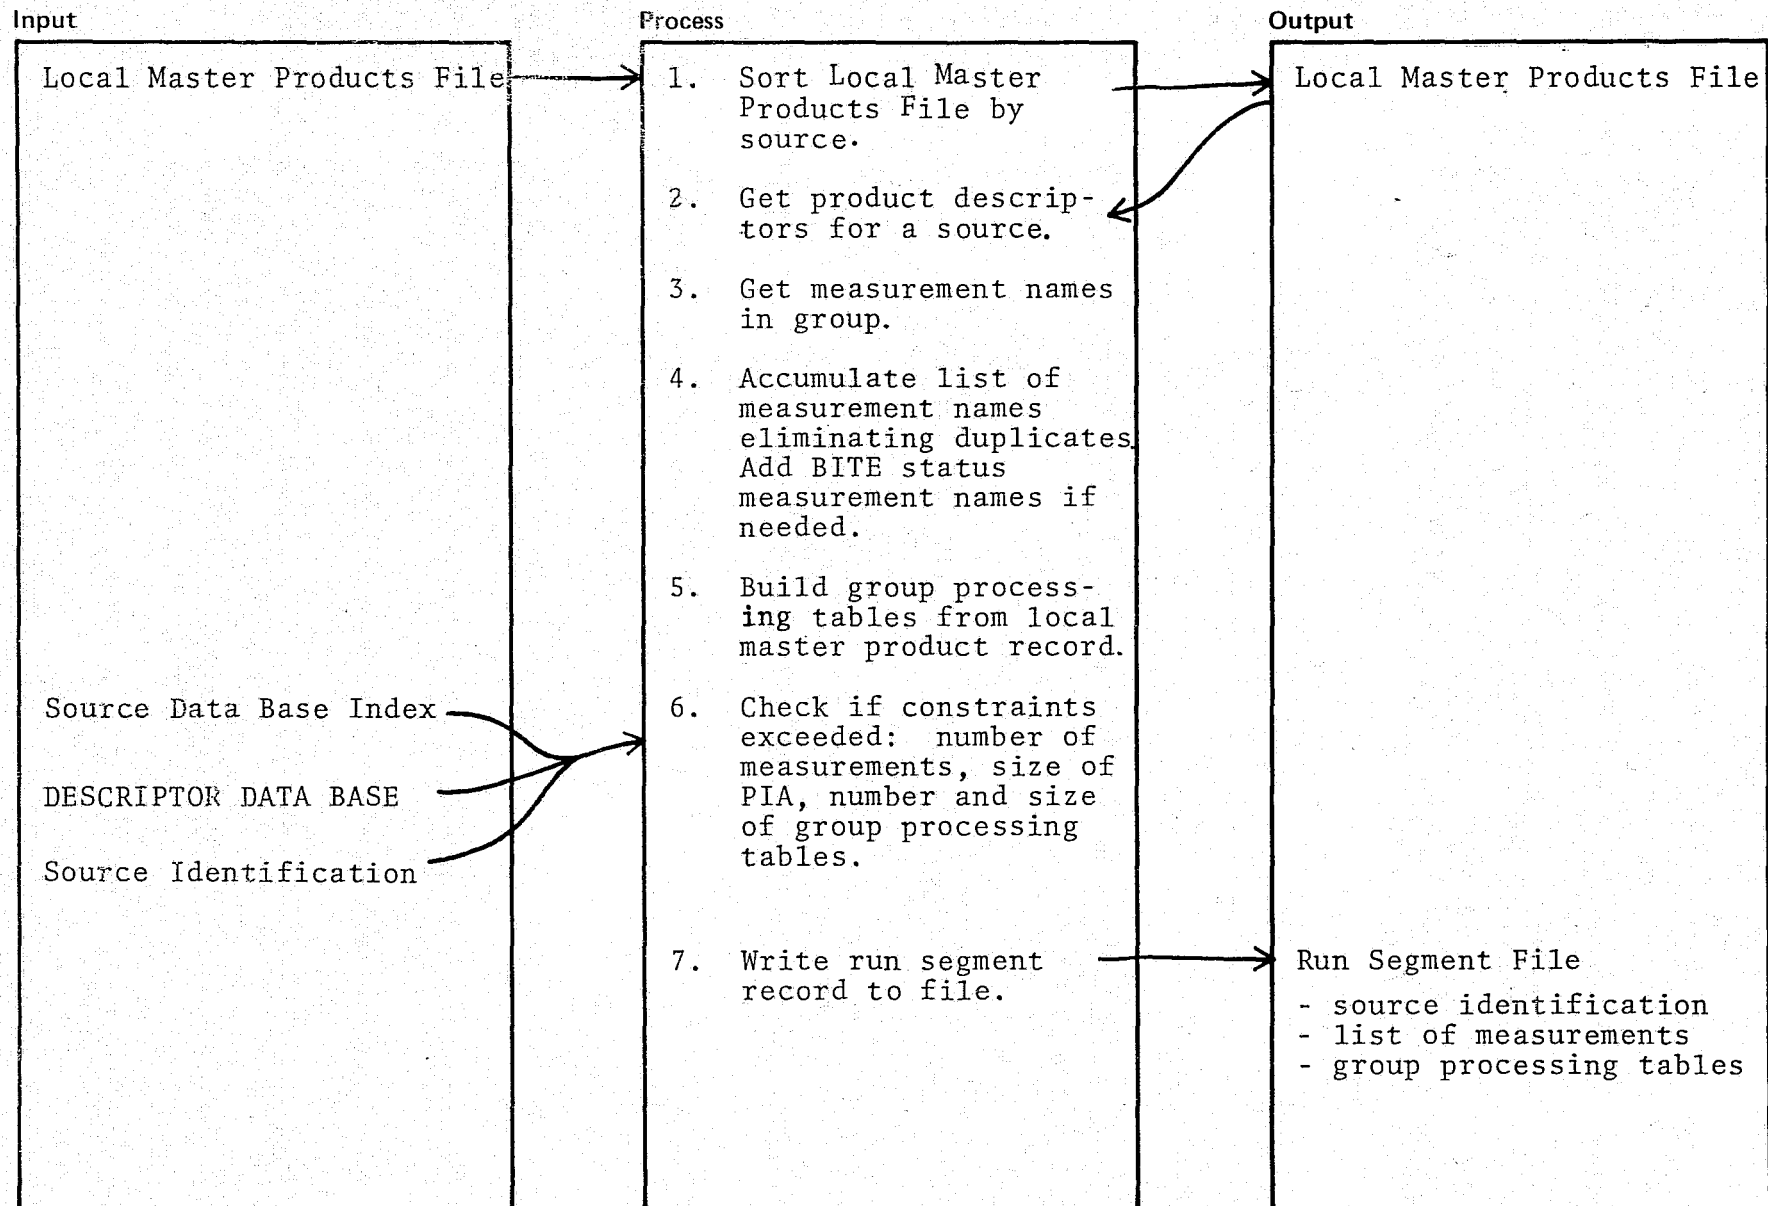 Input
Local Master Products File
Source Data Base Index
DESCRIPTOR DATA BASE
Source Identification
Process
1. Sort Local Master
Products File by
source.
2. Get product descrip-
tors for a source.
3. Get measurement names
in group.
4. Accumulate list of
measurement names
eliminating duplicates.
Add BITE status
measurement names if
needed.
5. Build group process-
ing tables from local
master product record.
6. Check if constraints
exceeded: number of
measurements, size of
PIA, number and size
of group processing
tables.
7. Write run segment
record to file.
Output
Local Master Products File
Run Segment File
- source identification
- list of measurements
- group processing tables